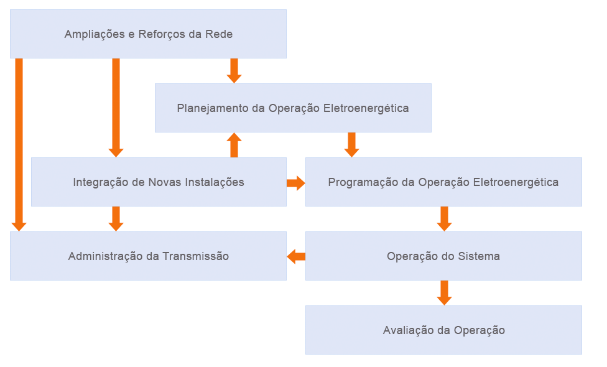 Ampliações e Reforços da Rede
Planejamento da Operação Eletroenergética
Integração de Novas Instalações
Programação da Operação Eletroenergética
Administração da Transmissão
Operação do Sistema
Avaliação da Operação